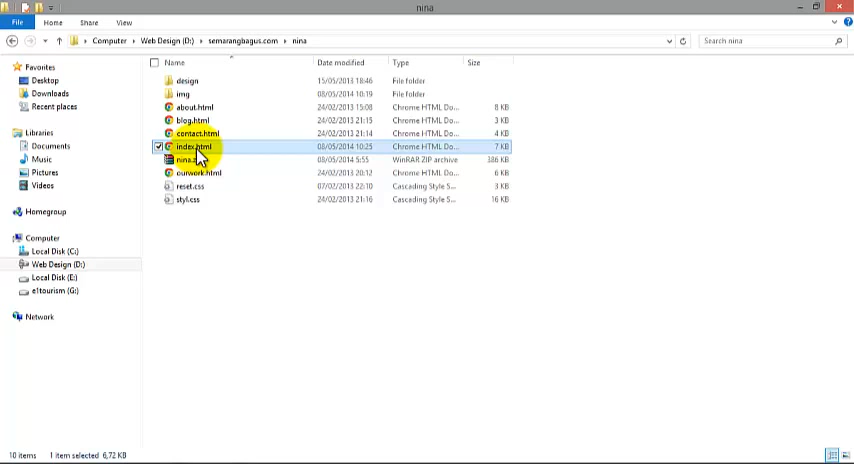 nina
File Home Share View
Computer Web Design (D:) semarangbagus.com nina Search nina
Name Date modified Type Size
Favorites
Desktop
Downloads
Recent places
Libraries
Documents
Music
Pictures
Videos
Homegroup
Computer
Local Disk (C:)
Web Design (D:)
Local Disk (E:)
e1tourism (G:)
Network
design 15/05/2013 18:46 File folder
img 08/05/2014 10:19 File folder
about.html 24/02/2013 15:08 Chrome HTML Do... 8 KB
blog.html 24/02/2013 21:15 Chrome HTML Do... 3 KB
contact.html 24/02/2013 21:14 Chrome HTML Do... 4 KB
index.html 08/05/2014 10:25 Chrome HTML Do... 7 KB
08/05/2014 5:55 WinRAR ZIP archive 386 KB
ourwork.html 24/02/2013 20:12 Chrome HTML Do... 6 KB
reset.css 07/02/2013 22:10 Cascading Style S... 3 KB
styl.css 24/02/2013 21:16 Cascading Style S... 16 KB
10 items 1 item selected 6,72 KB